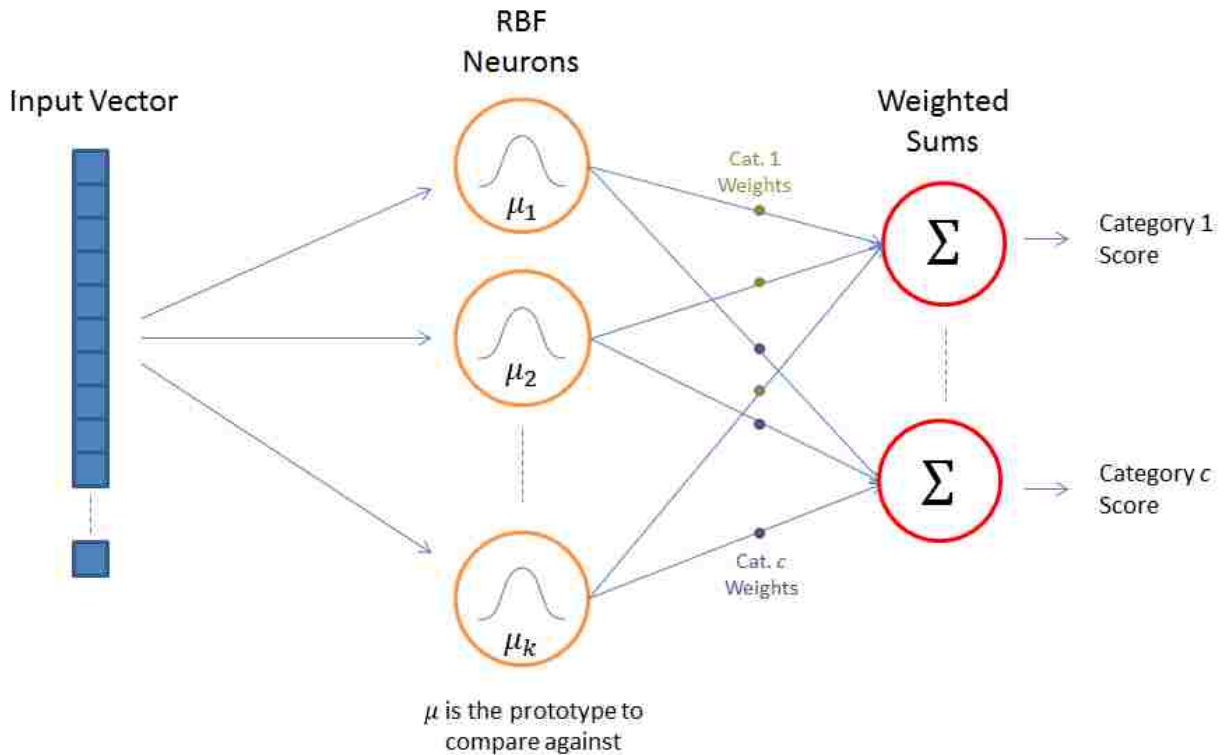 Input Vector
RBF
Neurons
μ₁
μ₂
μₖ
μ is the prototype to
compare against
Cat. 1
Weights
Cat. c
Weights
Weighted
Sums
Σ
Σ
Category 1
Score
Category c
Score